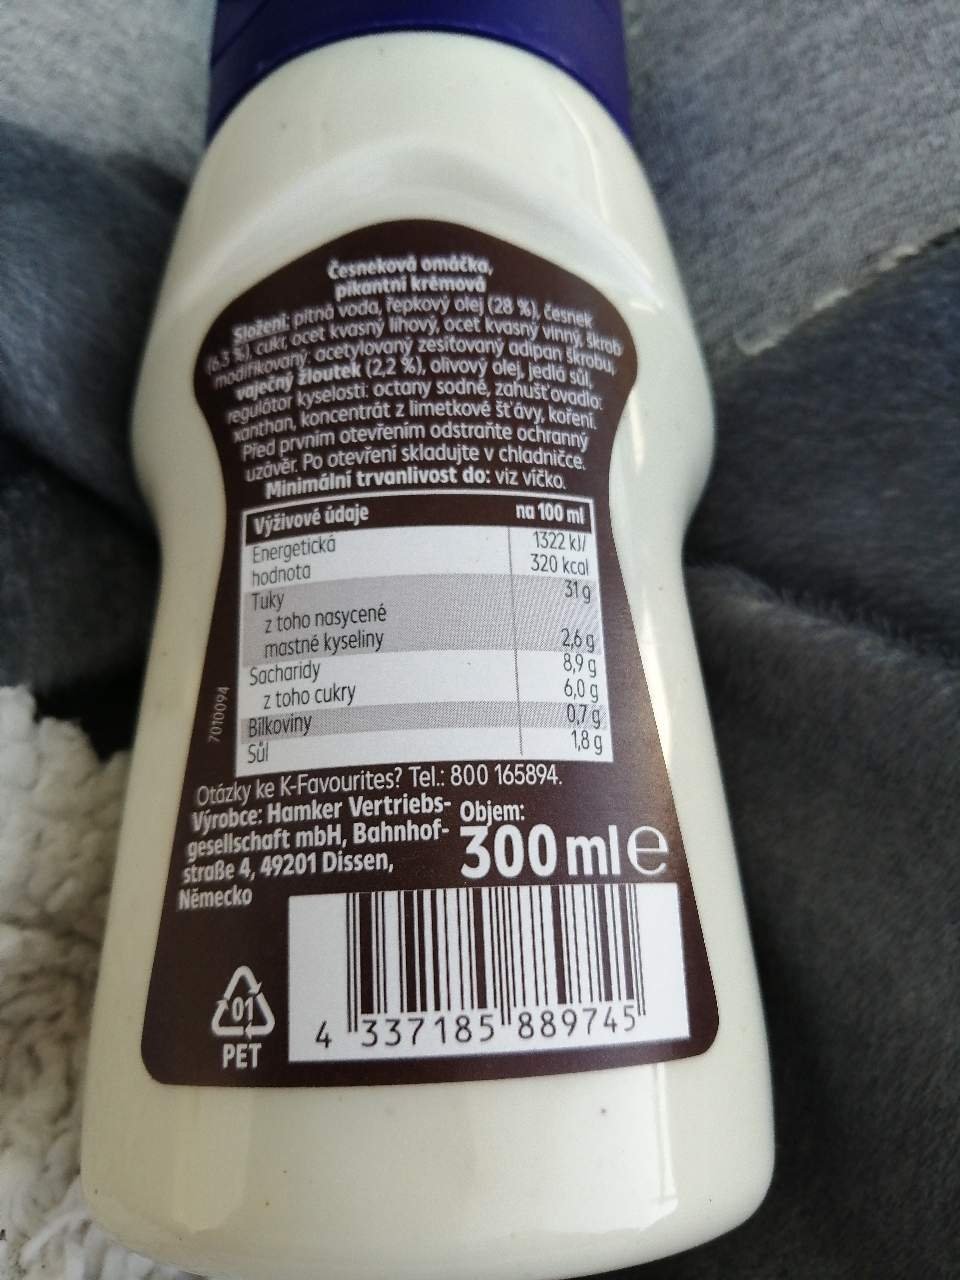 Česneková omáčka,
pikantní krémová
Složení: pitná voda, řepkový olej (28 %), česnek
(6,3 %), cukr, ocet kvasný lihový, ocet kvasný vinný, škrob
modifikovaný: acetylovaný zesíťovaný adipan škrobu,
vaječný žloutek (2,2 %), olivový olej, jedlá sůl,
regulátor kyselosti: octany sodné, zahušťovadlo:
xanthan, koncentrát z limetkové šťávy, koření.
Před prvním otevřením odstraňte ochranný
uzávěr. Po otevření skladujte v chladničce.
Minimální trvanlivost do: viz víčko.
Výživové údaje na 100 ml
Energetická 1322 kJ/
hodnota 320 kcal
Tuky 31 g
z toho nasycené
mastné kyseliny 2,6 g
Sacharidy 8,9 g
z toho cukry 6,0 g
Bílkoviny 0,7 g
Sůl 1,8 g
7010094
Otázky ke K-Favourites? Tel.: 800 165894.
Výrobce: Hamker Vertriebs-
gesellschaft mbH, Bahnhof-
straße 4, 49201 Dissen,
Německo
Objem:
300 ml e
01
PET
4 337185 889745